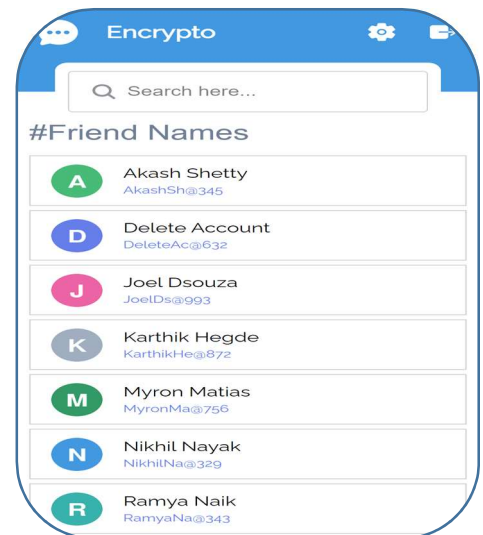 Encrypto
Search here...
#Friend Names
A
Akash Shetty
AkashSh@345
D
Delete Account
DeleteAc@632
J
Joel Dsouza
JoelDs@993
K
Karthik Hegde
KarthikHe@872
M
Myron Matias
MyronMa@756
N
Nikhil Nayak
NikhilNa@329
R
Ramya Naik
RamyaNa@343